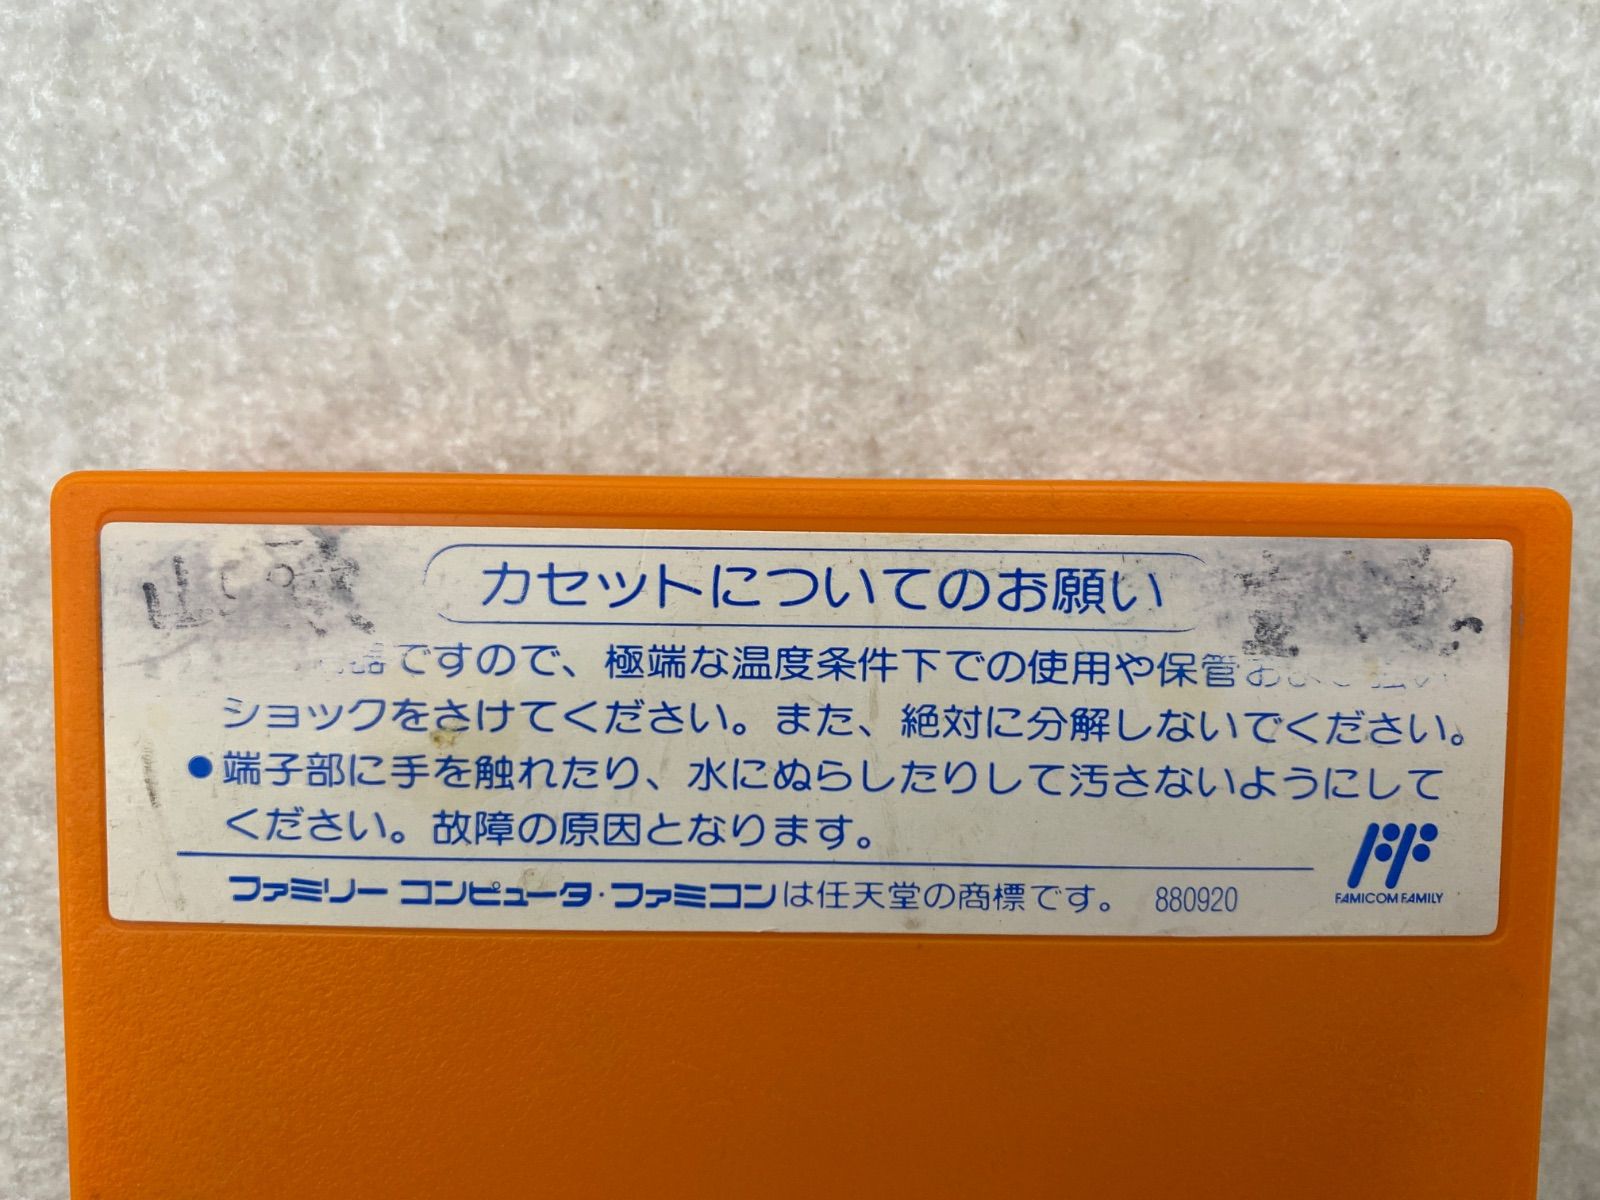 カセットについてのお願い
器ですので、極端な温度条件下での使用や保管
ショックをさけてください。また、絶対に分解しないでください。
●端子部に手を触れたり、水にぬらしたりして汚さないようにして
ください。故障の原因となります。
ファミリー コンピュータ・ファミコンは任天堂の商標です。 880920
FAMICOM FAMILY